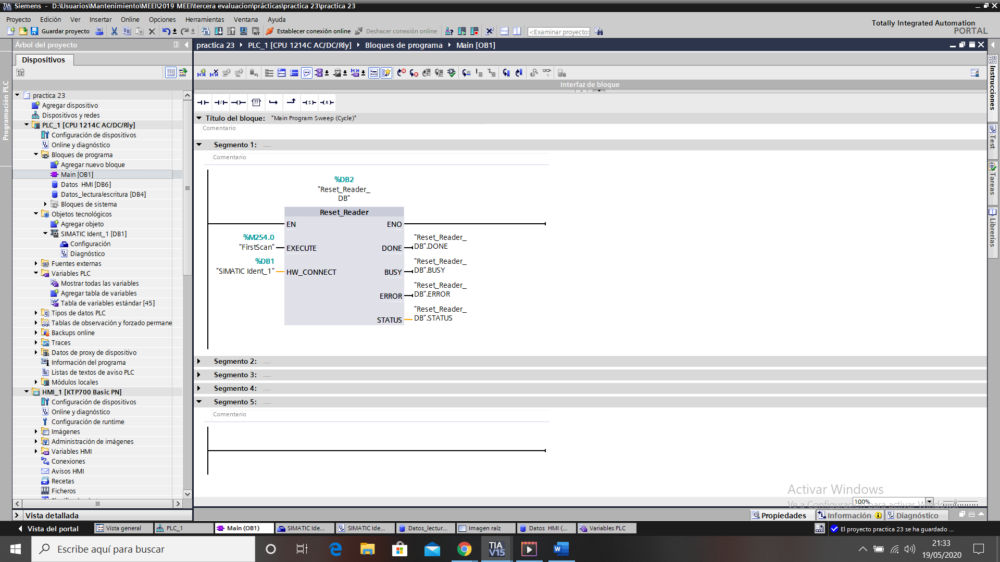 Siemens - D:\Usuarios\Mantenimiento\MEEI\2019 MEEI\tercera evaluacion\prácticas\practica 23\practica 23
Proyecto Edición Ver Insertar Online Opciones Herramientas Ventana Ayuda
Totally Integrated Automation
PORTAL
Guardar proyecto
Establecer conexión online
Deshacer conexión online
<Examinar proyecto>
Árbol del proyecto
practica 23 PLC_1 [CPU 1214C AC/DC/Rly] Bloques de programa Main [OB1]
Dispositivos
Programación PLC
practica 23
Agregar dispositivo
Dispositivos y redes
PLC_1 [CPU 1214C AC/DC/Rly]
Configuración de dispositivos
Online y diagnóstico
Bloques de programa
Agregar nuevo bloque
Main [OB1]
Datos HMI [DB6]
Datos_lectura/escritura [DB4]
Bloques de sistema
Objetos tecnológicos
Agregar objeto
SIMATIC Ident_1 [DB1]
Configuración
Diagnóstico
Fuentes externas
Variables PLC
Mostrar todas las variables
Agregar tabla de variables
Tabla de variables estándar [45]
Tipos de datos PLC
Tablas de observación y forzado permane
Backups online
Traces
Datos de proxy de dispositivo
Información del programa
Listas de textos de aviso PLC
Módulos locales
HMI_1 [KTP700 Basic PN]
Configuración de dispositivos
Online y diagnóstico
Configuración de runtime
Imágenes
Administración de imágenes
Variables HMI
Conexiones
Avisos HMI
Recetas
Ficheros
Vista detallada
Interfaz de bloque
Título del bloque: "Main Program Sweep (Cycle)"
Comentario
Segmento 1: .....
Comentario
%DB2
"Reset_Reader_
DB"
Reset_Reader
EN ENO
%M254.0
"FirstScan" EXECUTE
%DB1
"SIMATIC Ident_1" HW_CONNECT
DONE "Reset_Reader_
DB".DONE
BUSY "Reset_Reader_
DB".BUSY
ERROR "Reset_Reader_
DB".ERROR
STATUS "Reset_Reader_
DB".STATUS
Segmento 2: .....
Segmento 3: .....
Segmento 4: .....
Segmento 5: .....
Comentario
Instrucciones
Test
Tareas
Librerías
Activar Windows
Ve a Configuración para activar Windows.
100%
Propiedades Información Diagnóstico
Vista del portal Vista general PLC_1 Main (OB1) SIMATIC Ide... SIMATIC Ide... Datos_lectur... Imagen raíz Datos HMI (... Variables PLC
El proyecto practica 23 se ha guardado ...
Escribe aquí para buscar
TIA
V15
21:33
19/05/2020